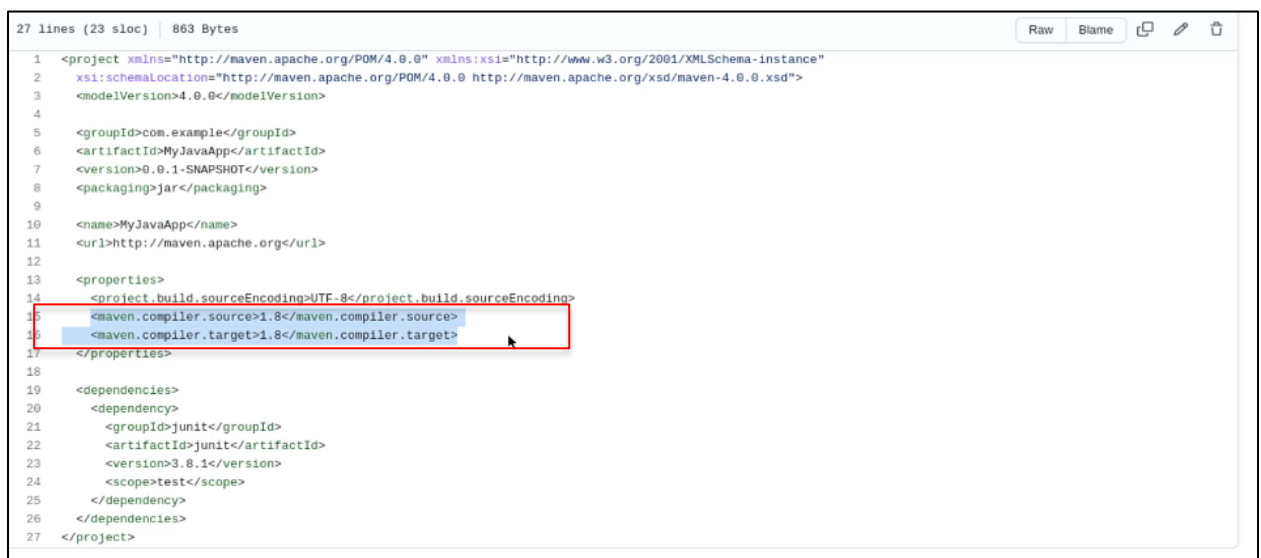 27 lines (23 sloc) 863 Bytes Raw Blame
1 <project xmlns="http://maven.apache.org/POM/4.0.0" xmlns:xsi="http://www.w3.org/2001/XMLSchema-instance"
2 xsi:schemaLocation="http://maven.apache.org/POM/4.0.0 http://maven.apache.org/xsd/maven-4.0.0.xsd">
3 <modelVersion>4.0.0</modelVersion>
4
5 <groupId>com.example</groupId>
6 <artifactId>MyJavaApp</artifactId>
7 <version>0.0.1-SNAPSHOT</version>
8 <packaging>jar</packaging>
9
10 <name>MyJavaApp</name>
11 <url>http://maven.apache.org</url>
12
13 <properties>
14 <project.build.sourceEncoding>UTF-8</project.build.sourceEncoding>
15 <maven.compiler.source>1.8</maven.compiler.source>
16 <maven.compiler.target>1.8</maven.compiler.target>
17 </properties>
18
19 <dependencies>
20 <dependency>
21 <groupId>junit</groupId>
22 <artifactId>junit</artifactId>
23 <version>3.8.1</version>
24 <scope>test</scope>
25 </dependency>
26 </dependencies>
27 </project>